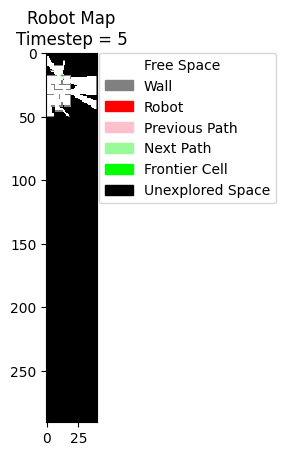 Robot Map
Timestep = 5
Free Space
Wall
Robot
Previous Path
Next Path
Frontier Cell
Unexplored Space
0
50
100
150
200
250
0 25